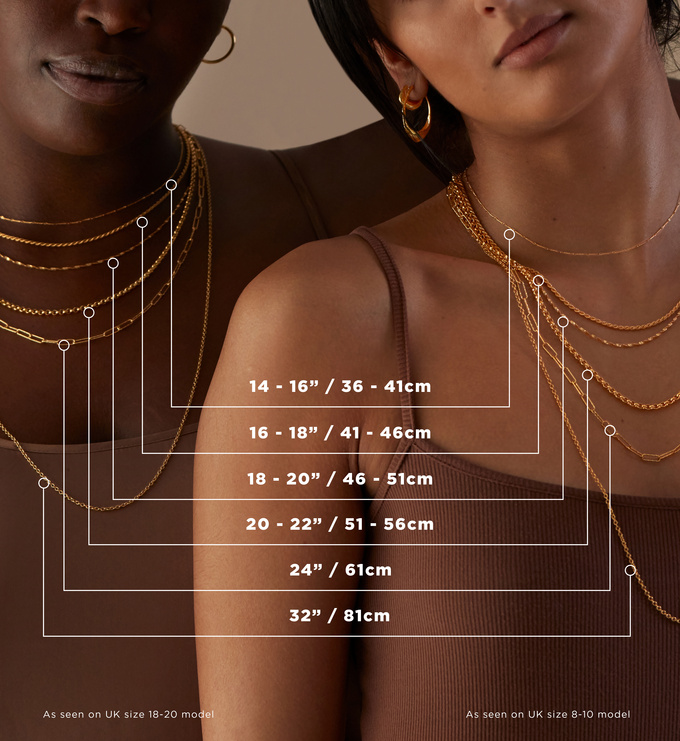 14 - 16” / 36 - 41cm
16 - 18” / 41 - 46cm
18 - 20” / 46 - 51cm
20 - 22” / 51 - 56cm
24” / 61cm
32” / 81cm
As seen on UK size 18-20 model
As seen on UK size 8-10 model